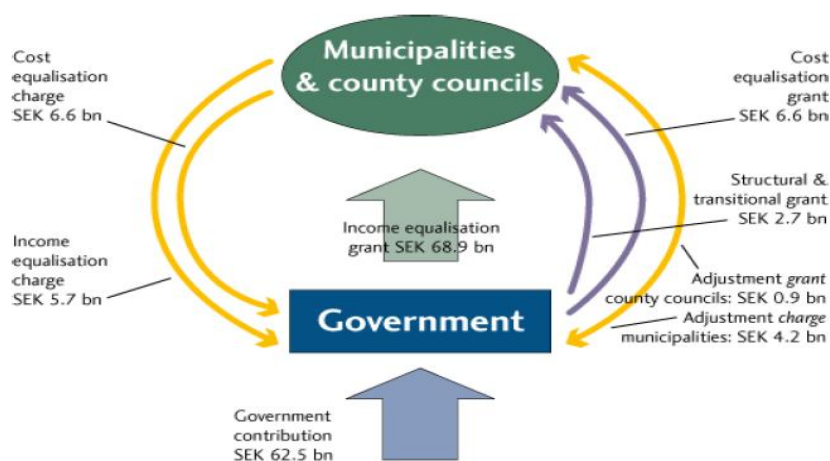 Municipalities
& county councils
Cost
equalisation
charge
SEK 6.6 bn
Cost
equalisation
grant
SEK 6.6 bn
Structural &
transitional grant
SEK 2.7 bn
Income equalisation
grant SEK 68.9 bn
Income
equalisation
charge
SEK 5.7 bn
Adjustment grant
county councils: SEK 0.9 bn
Adjustment charge
municipalities: SEK 4.2 bn
Government
Government
contribution
SEK 62.5 bn